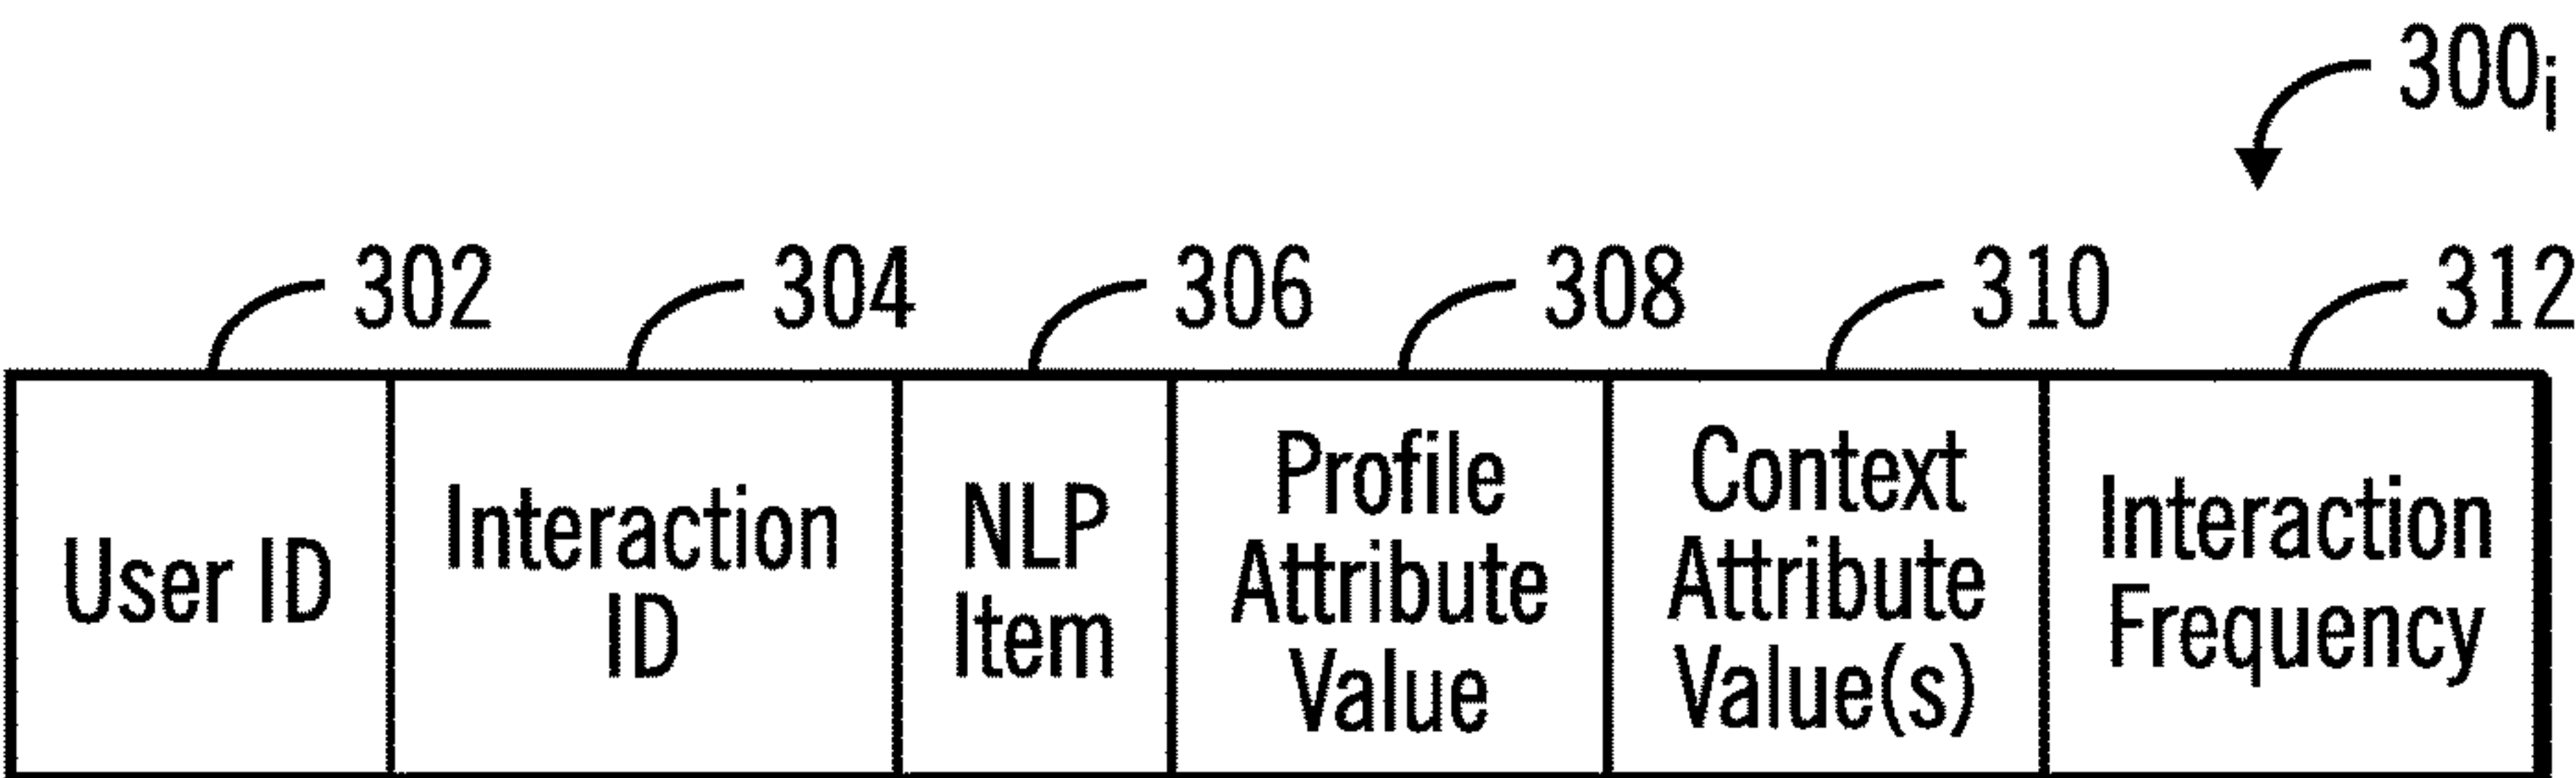 300i
302 304 306 308 310 312
User ID
Interaction
ID
NLP
Item
Profile
Attribute
Value
Context
Attribute
Value(s)
Interaction
Frequency